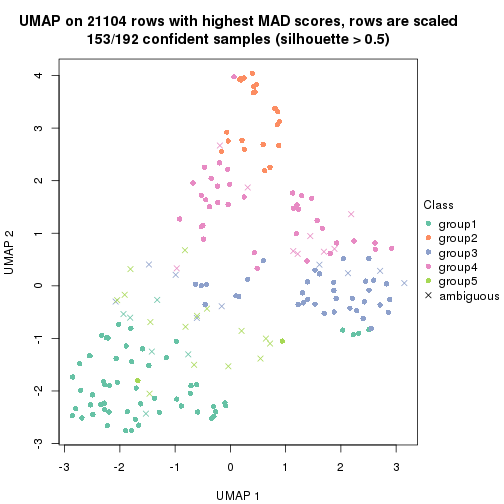 UMAP on 21104 rows with highest MAD scores, rows are scaled
153/192 confident samples (silhouette > 0.5)
4
3
2
1
0
-1
-2
-3
UMAP 2
-3
-2
-1
0
1
2
3
UMAP 1
Class
group1
group2
group3
group4
group5
ambiguous